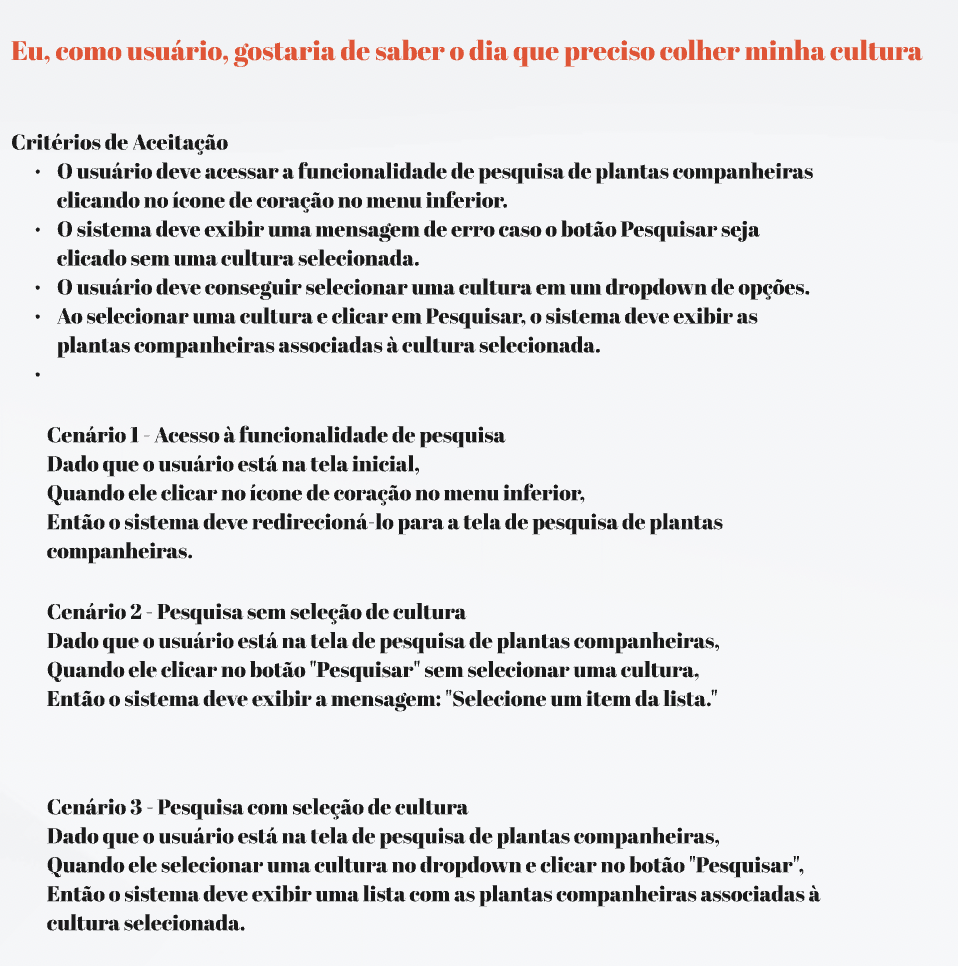 Eu, como usuário, gostaria de saber o dia que preciso colher minha cultura
Critérios de Aceitação
• O usuário deve acessar a funcionalidade de pesquisa de plantas companheiras
clicando no ícone de coração no menu inferior.
• O sistema deve exibir uma mensagem de erro caso o botão Pesquisar seja
clicado sem uma cultura selecionada.
• O usuário deve conseguir selecionar uma cultura em um dropdown de opções.
• Ao selecionar uma cultura e clicar em Pesquisar, o sistema deve exibir as
plantas companheiras associadas à cultura selecionada.
•
Cenário 1 - Acesso à funcionalidade de pesquisa
Dado que o usuário está na tela inicial,
Quando ele clicar no ícone de coração no menu inferior,
Então o sistema deve redirecioná-lo para a tela de pesquisa de plantas
companheiras.
Cenário 2 - Pesquisa sem seleção de cultura
Dado que o usuário está na tela de pesquisa de plantas companheiras,
Quando ele clicar no botão "Pesquisar" sem selecionar uma cultura,
Então o sistema deve exibir a mensagem: "Selecione um item da lista."
Cenário 3 - Pesquisa com seleção de cultura
Dado que o usuário está na tela de pesquisa de plantas companheiras,
Quando ele selecionar uma cultura no dropdown e clicar no botão "Pesquisar",
Então o sistema deve exibir uma lista com as plantas companheiras associadas à
cultura selecionada.